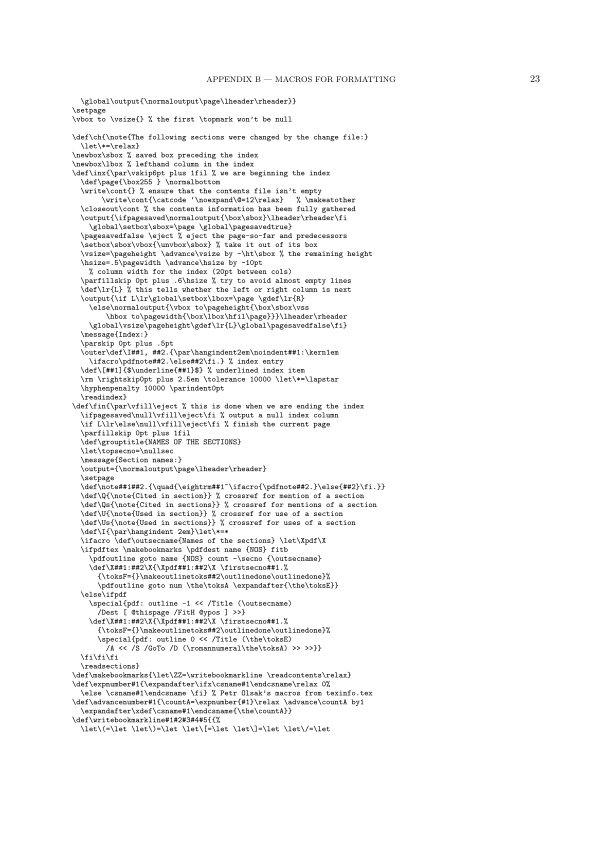 APPENDIX B — MACROS FOR FORMATTING 23
\global\output{\normaloutput\page\lheader\rheader}}
\setpage
\vbox to \vsize{} % the first \topmark won't be null
\def\ch{\note{The following sections were changed by the change file:}
\let\*=\relax}
\newbox\sbox % saved box preceding the index
\newbox\lbox % lefthand column in the index
\def\inx{\par\vskip6pt plus 1fil % we are beginning the index
\def\page{\box255 } \normalbottom
\write\cont{} % ensure that the contents file isn't empty
\write\cont{\catcode `\noexpand\@=12\relax} % \makeatother
\closeout\cont % the contents information has been fully gathered
\output{\ifpagesaved\normaloutput{\box\sbox}\lheader\rheader\fi
\global\setbox\sbox=\page \global\pagesavedtrue}
\pagesavedfalse \eject % eject the page-so-far and predecessors
\setbox\sbox\vbox{\unvbox\sbox} % take it out of its box
\vsize=\pageheight \advance\vsize by -\ht\sbox % the remaining height
\hsize=.5\pagewidth \advance\hsize by -10pt
% column width for the index (20pt between cols)
\parfillskip 0pt plus .6\hsize % try to avoid almost empty lines
\def\lr{L} % this tells whether the left or right column is next
\output{\if L\lr\global\setbox\lbox=\page \gdef\lr{R}
\else\normaloutput{\vbox to\pageheight{\box\sbox\vss
\hbox to\pagewidth{\box\lbox\hfil\page}}}\lheader\rheader
\global\vsize\pageheight\gdef\lr{L}\global\pagesavedfalse\fi}
\message{Index:}
\parskip 0pt plus .5pt
\outer\def\I##1, ##2.{\par\hangindent2em\noindent##1:\kern1em
\ifacro\pdfnote##2.\else##2\fi.} % index entry
\def\[##1]{$\underline{##1}$} % underlined index item
\rm \rightskip0pt plus 2.5em \tolerance 10000 \let\*=\lapstar
\hyphenpenalty 10000 \parindent0pt
\readindex}
\def\fin{\par\vfill\eject % this is done when we are ending the index
\ifpagesaved\null\vfill\eject\fi % output a null index column
\if L\lr\else\null\vfill\eject\fi % finish the current page
\parfillskip 0pt plus 1fil
\def\grouptitle{NAMES OF THE SECTIONS}
\let\topsecno=\nullsec
\message{Section names:}
\output={\normaloutput\page\lheader\rheader}
\setpage
\def\note##1##2.{\quad{\eightrm##1~\ifacro{\pdfnote##2.}\else{##2}\fi.}}
\def\Q{\note{Cited in section}} % crossref for mention of a section
\def\Qs{\note{Cited in sections}} % crossref for mentions of a section
\def\U{\note{Used in section}} % crossref for use of a section
\def\Us{\note{Used in sections}} % crossref for uses of a section
\def\I{\par\hangindent 2em}\let\*=*
\ifacro \def\outsecname{Names of the sections} \let\Xpdf\X
\ifpdftex \makebookmarks \pdfdest name {NOS} fitb
\pdfoutline goto name {NOS} count -\secno {\outsecname}
\def\X##1:##2\X{\Xpdf##1:##2\X \firstsecno##1.%
{\toksF={}\makeoutlinetoks##2\outlinedone\outlinedone}%
\pdfoutline goto num \the\toksA \expandafter{\the\toksE}}
\else\ifpdf
\special{pdf: outline -1 << /Title (\outsecname)
/Dest [ @thispage /FitH @ypos ] >>}
\def\X##1:##2\X{\Xpdf##1:##2\X \firstsecno##1.%
{\toksF={}\makeoutlinetoks##2\outlinedone\outlinedone}%
\special{pdf: outline 0 << /Title (\the\toksE)
/A << /S /GoTo /D (\romannumeral\the\toksA) >> >>}}
\fi\fi\fi
\readsections}
\def\makebookmarks{\let\ZZ=\writebookmarkline \readcontents\relax}
\def\expnumber#1{\expandafter\ifx\csname#1\endcsname\relax 0%
\else \csname#1\endcsname \fi} % Petr Olsak's macros from texinfo.tex
\def\advancenumber#1{\countA=\expnumber{#1}\relax \advance\countA by1
\expandafter\xdef\csname#1\endcsname{\the\countA}}
\def\writebookmarkline#1#2#3#4#5{{%
\let\(=\let \let\)=\let \let\[=\let \let\]=\let \let\/=\let